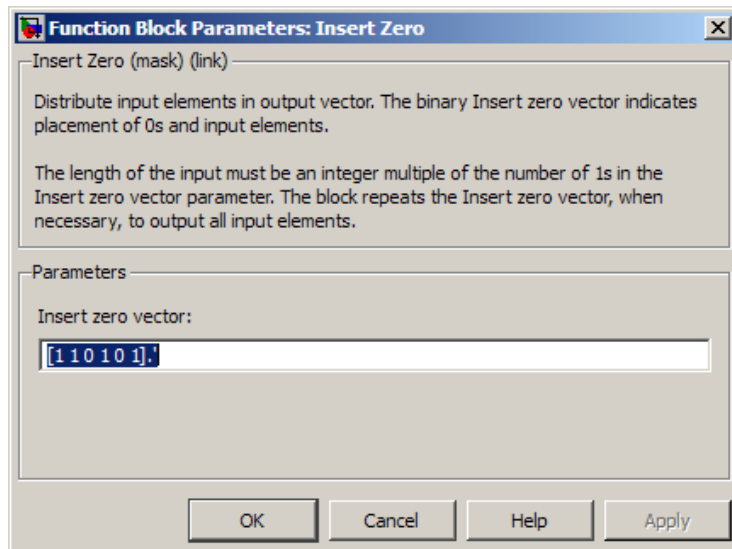 Function Block Parameters: Insert Zero
Insert Zero (mask) (link)
Distribute input elements in output vector. The binary Insert zero vector indicates
placement of 0s and input elements.
The length of the input must be an integer multiple of the number of 1s in the
Insert zero vector parameter. The block repeats the Insert zero vector, when
necessary, to output all input elements.
Parameters
Insert zero vector:
[1 1 0 1 0 1].'
OK Cancel Help Apply